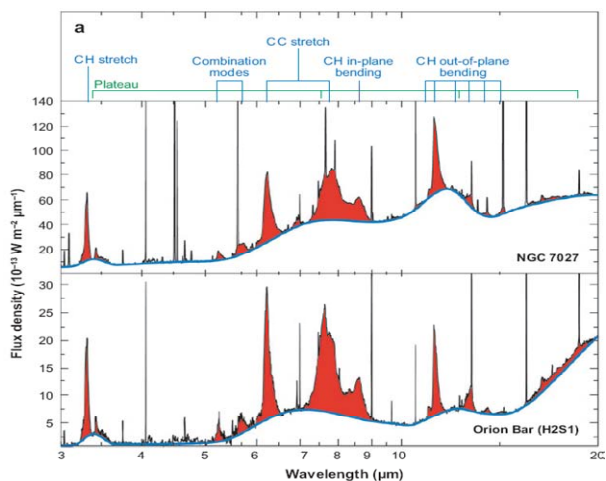 a
CC stretch
CH stretch
Combination modes
CH in-plane bending
CH out-of-plane bending
Plateau
140
120
100
80
60
40
20
NGC 7027
30
25
20
15
10
5
Orion Bar (H2S1)
Flux density (10⁻¹³ W m⁻² μm⁻¹)
3 4 5 6 7 8 9 10 20
Wavelength (μm)